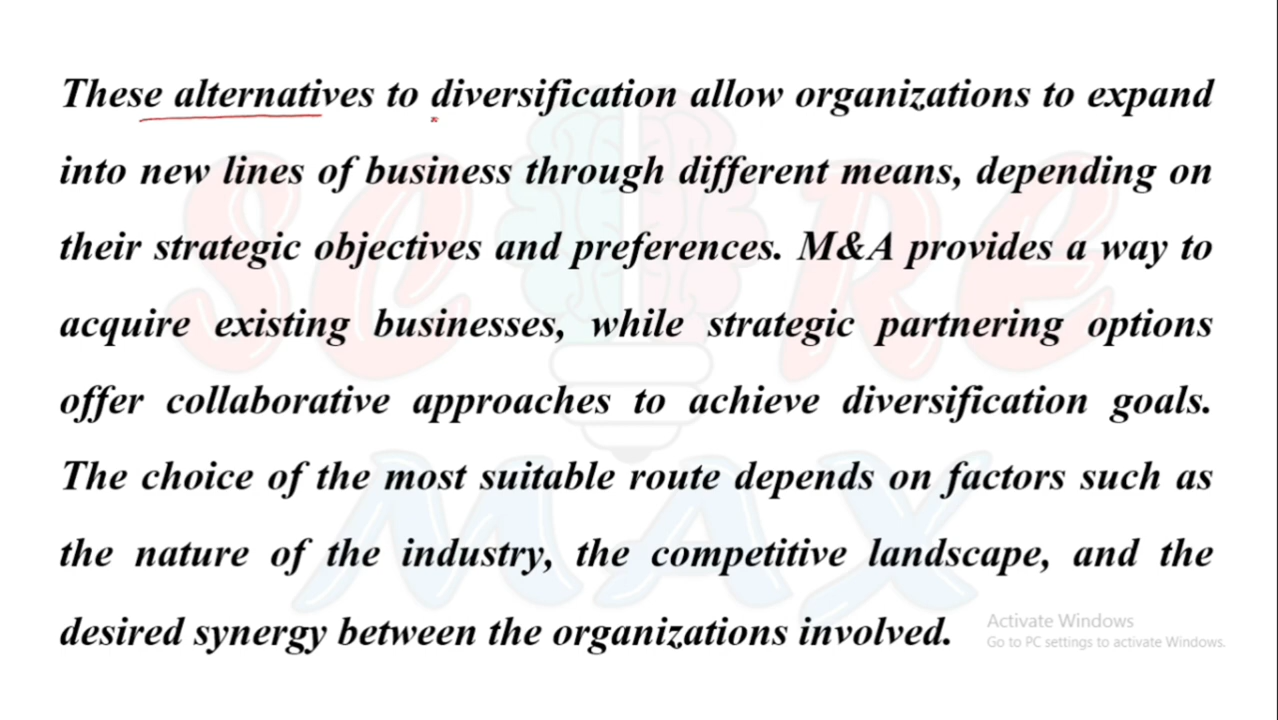 These alternatives to diversification allow organizations to expand
into new lines of business through different means, depending on
their strategic objectives and preferences. M&A provides a way to
acquire existing businesses, while strategic partnering options
offer collaborative approaches to achieve diversification goals.
The choice of the most suitable route depends on factors such as
the nature of the industry, the competitive landscape, and the
desired synergy between the organizations involved.
SCORE
MAX
Activate Windows
Go to PC settings to activate Windows.